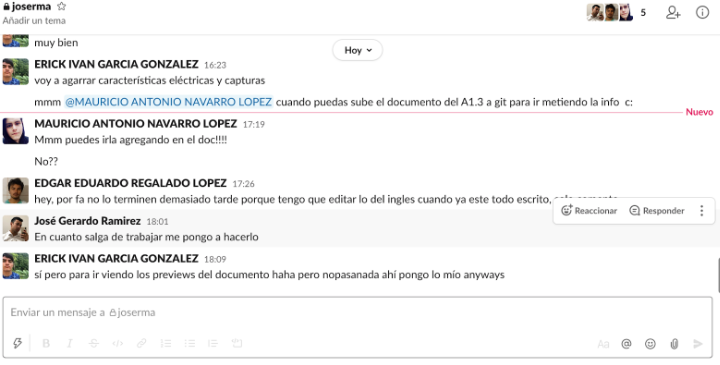 joserma
Añadir un tema
5
muy bien
Hoy
ERICK IVAN GARCIA GONZALEZ 16:23
voy a agarrar características eléctricas y capturas
mmm @MAURICIO ANTONIO NAVARRO LOPEZ cuando puedas sube el documento del A1.3 a git para ir metiendo la info c:
Nuevo
MAURICIO ANTONIO NAVARRO LOPEZ 17:19
Mmm puedes irla agregando en el doc!!!!
No??
EDGAR EDUARDO REGALADO LOPEZ 17:26
hey, por fa no lo terminen demasiado tarde porque tengo que editar lo del ingles cuando ya este todo escrito,
Reaccionar Responder
José Gerardo Ramirez 18:01
En cuanto salga de trabajar me pongo a hacerlo
ERICK IVAN GARCIA GONZALEZ 18:09
sí pero para ir viendo los previews del documento haha pero nopasanada ahí pongo lo mío anyways
Enviar un mensaje a joserma
B I S Aa @